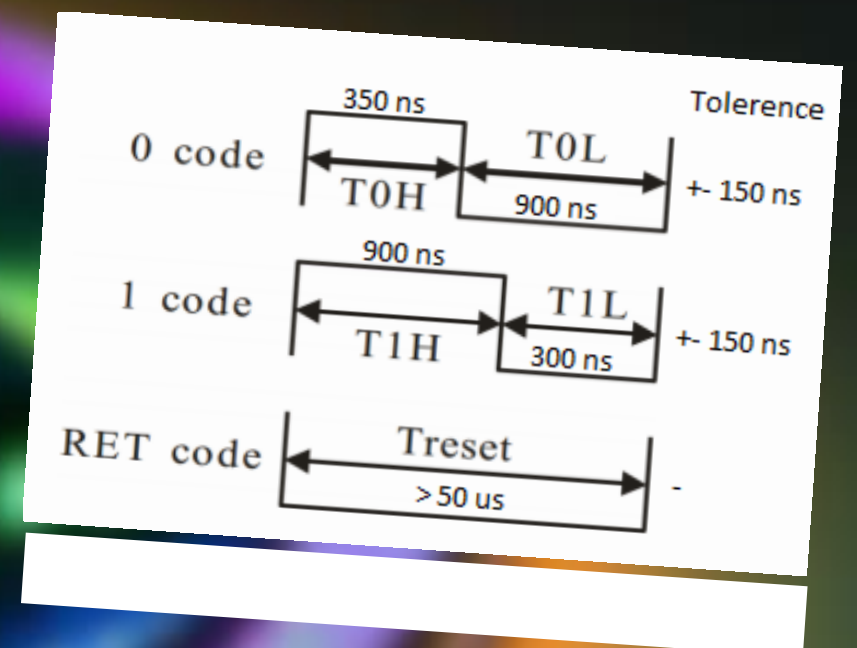 Tolerence
350 ns
0 code
T0H
T0L
900 ns
+- 150 ns
900 ns
1 code
T1H
T1L
300 ns
+- 150 ns
RET code
Treset
> 50 us
-